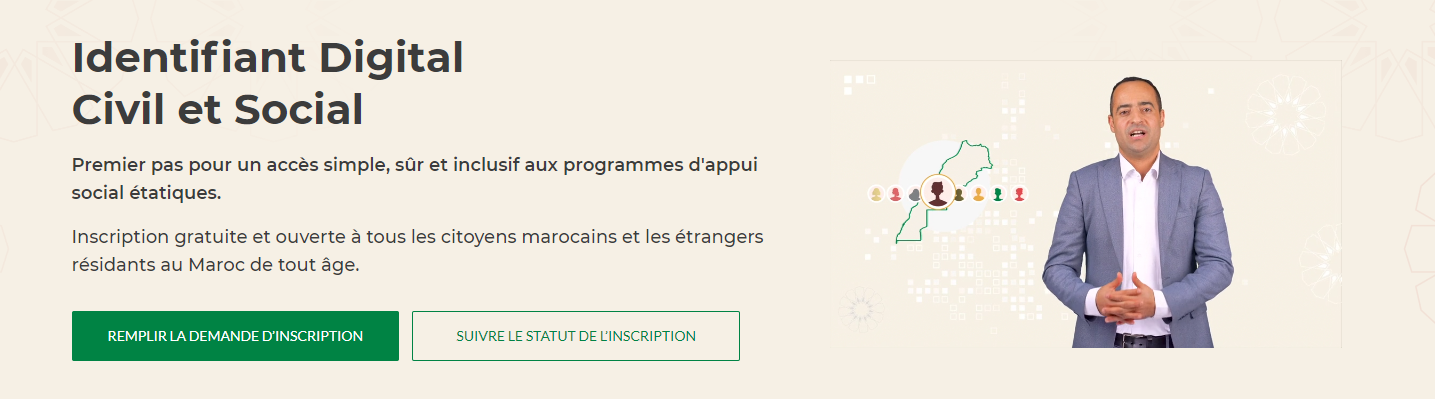 Identifiant Digital
Civil et Social
Premier pas pour un accès simple, sûr et inclusif aux programmes d'appui
social étatiques.
Inscription gratuite et ouverte à tous les citoyens marocains et les étrangers
résidants au Maroc de tout âge.
REMPLIR LA DEMANDE D'INSCRIPTION
SUIVRE LE STATUT DE L’INSCRIPTION